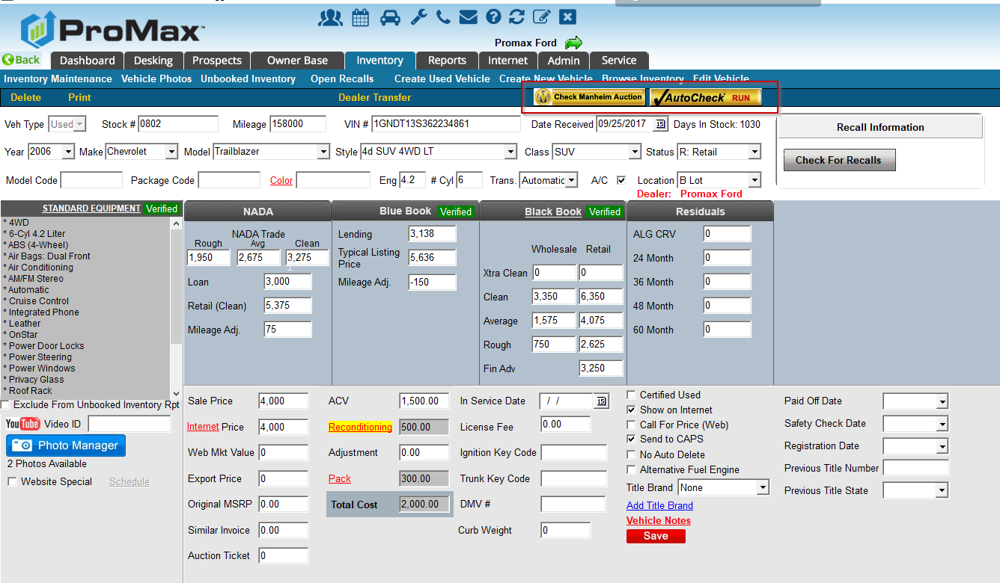 ProMax™
Promax Ford
Back Dashboard Desking Prospects Owner Base Inventory Reports Internet Admin Service
Inventory Maintenance Vehicle Photos Unbooked Inventory Open Recalls Create Used Vehicle Create New Vehicle Browse Inventory Edit Vehicle
Delete Print Dealer Transfer Check Manheim Auction AutoCheck RUN
Veh Type Used Stock # 0802 Mileage 158000 VIN # 1GNDT13S362234861 Date Received 09/25/2017 15 Days In Stock: 1030
Recall Information
Year 2006 Make Chevrolet Model Trailblazer Style 4d SUV 4WD LT Class SUV Status R: Retail
Check For Recalls
Model Code Package Code Color Eng 4.2 # Cyl 6 Trans. Automatic A/C Location B Lot
Dealer: Promax Ford
STANDARD EQUIPMENT Verified
* 4WD
* 6-Cyl 4.2 Liter
* ABS (4-Wheel)
* Air Bags: Dual Front
* Air Conditioning
* AM/FM Stereo
* Automatic
* Cruise Control
* Integrated Phone
* Leather
* OnStar
* Power Door Locks
* Power Steering
* Power Windows
* Privacy Glass
* Roof Rack
Exclude From Unbooked Inventory Rpt
YouTube Video ID
Photo Manager
2 Photos Available
Website Special Schedule
NADA
NADA Trade
Rough Avg Clean
1,950 2,675 3,275
Loan 3,000
Retail (Clean) 5,375
Mileage Adj. 75
Blue Book Verified
Lending 3,138
Typical Listing
Price 5,636
Mileage Adj. -150
Black Book Verified
Wholesale Retail
Xtra Clean 0 0
Clean 3,350 6,350
Average 1,575 4,075
Rough 750 2,625
Fin Adv 3,250
Residuals
ALG CRV 0
24 Month 0
36 Month 0
48 Month 0
60 Month 0
Sale Price 4,000
Internet Price 4,000
Web Mkt Value 0
Export Price 0
Original MSRP 0.00
Similar Invoice 0.00
Auction Ticket 0
ACV 1,500.00
Reconditioning 500.00
Adjustment 0.00
Pack 300.00
Total Cost 2,000.00
In Service Date / / 15
License Fee 0.00
Ignition Key Code
Trunk Key Code
DMV #
Curb Weight 0
Certified Used
Show on Internet
Call For Price (Web)
Send to CAPS
No Auto Delete
Alternative Fuel Engine
Title Brand None
Add Title Brand
Vehicle Notes
Save
Paid Off Date
Safety Check Date
Registration Date
Previous Title Number
Previous Title State